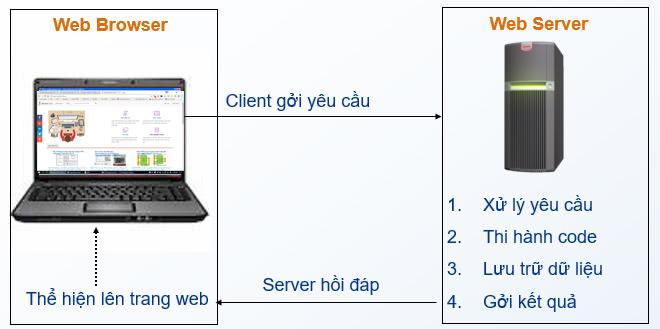 Web Browser
Web Server
Client gởi yêu cầu
1. Xử lý yêu cầu
2. Thi hành code
3. Lưu trữ dữ liệu
4. Gởi kết quả
Server hồi đáp
Thể hiện lên trang web